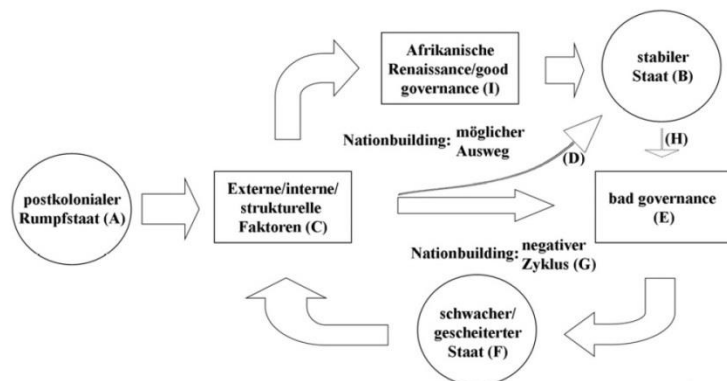 Afrikanische
Renaissance/good
governance (I)
stabiler
Staat (B)
Nationbuilding: möglicher
Ausweg
(D)
(H)
postkolonialer
Rumpfstaat (A)
Externe/interne/
strukturelle
Faktoren (C)
bad governance
(E)
Nationbuilding: negativer
Zyklus (G)
schwacher/
gescheiterter
Staat (F)